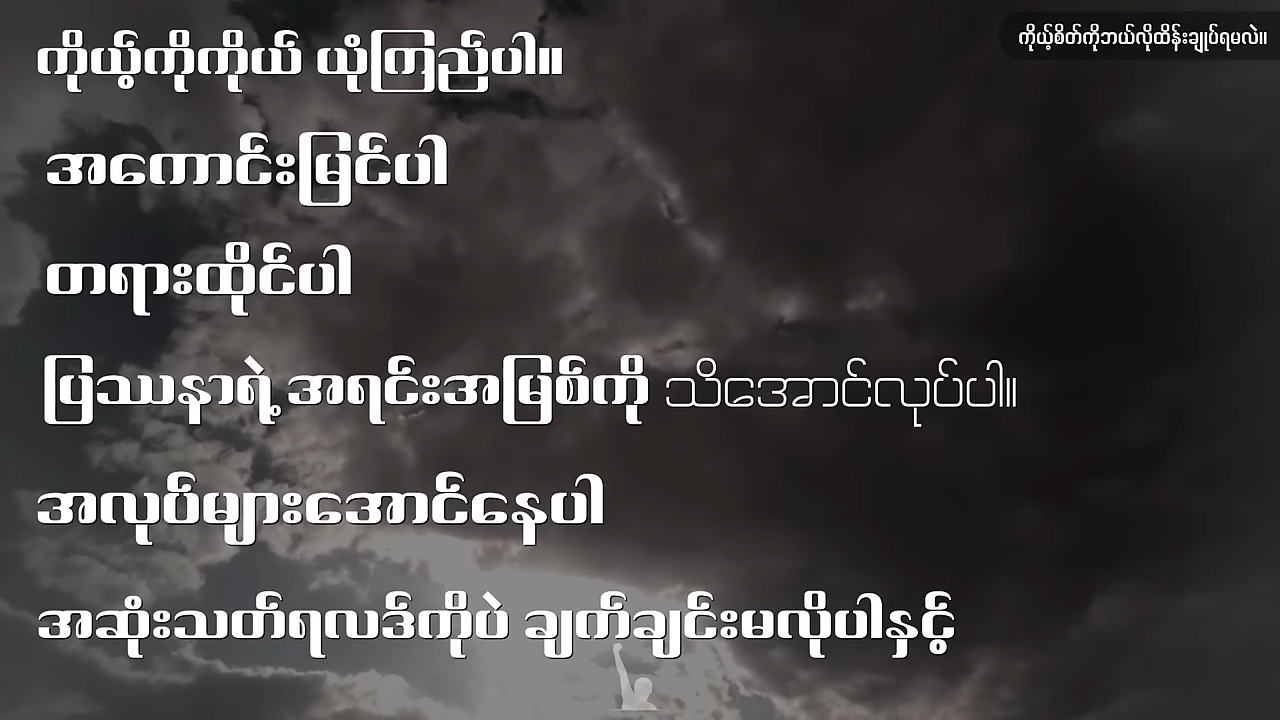 ကိုယ့်စိတ်ကိုဘယ်လိုထိန်းချုပ်ရမလဲ။
ကိုယ့်ကိုကိုယ် ယုံကြည်ပါ။
အကောင်းမြင်ပါ
တရားထိုင်ပါ
ပြဿနာရဲ့အရင်းအမြစ်ကို သိအောင်လုပ်ပါ။
အလုပ်များအောင်နေပါ
အဆုံးသတ်ရလဒ်ကိုပဲ ချက်ချင်းမလိုပါနှင့်